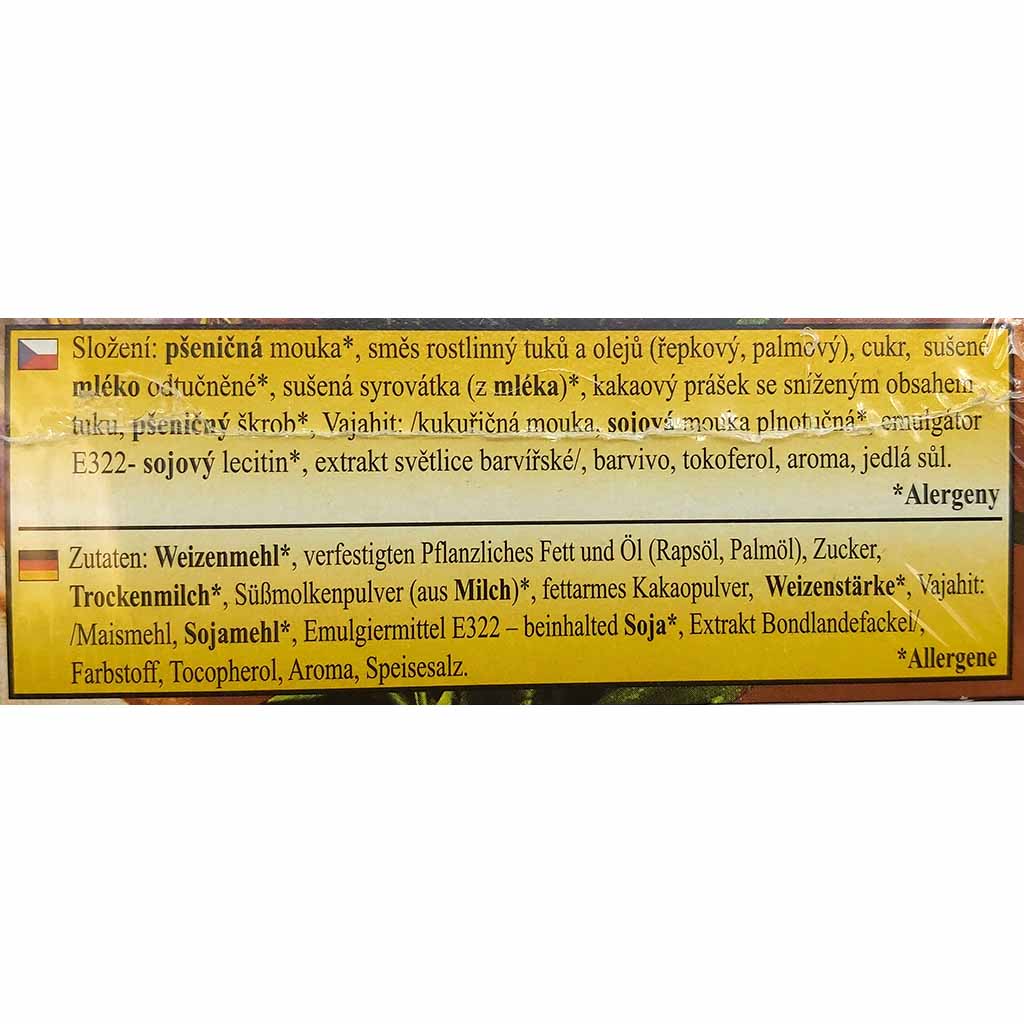 Složení: pšeničná mouka*, směs rostlinný tuků a olejů (řepkový, palmový), cukr, sušené
mléko odtučněné*, sušená syrovátka (z mléka)*, kakaový prášek se sníženým obsahem
tuku, pšeničný škrob*, Vajahit: /kukuřičná mouka, sojová mouka plnotučná*, emulgátor
E322- sojový lecitin*, extrakt světlice barvířské/, barvivo, tokoferol, aroma, jedlá sůl.
*Alergeny
Zutaten: Weizenmehl*, verfestigten Pflanzliches Fett und Öl (Rapsöl, Palmöl), Zucker,
Trockenmilch*, Süßmolkenpulver (aus Milch)*, fettarmes Kakaopulver, Weizenstärke*, Vajahit:
/Maismehl, Sojamehl*, Emulgiermittel E322 – beinhalted Soja*, Extrakt Bondlandefackel/,
Farbstoff, Tocopherol, Aroma, Speisesalz.
*Allergene